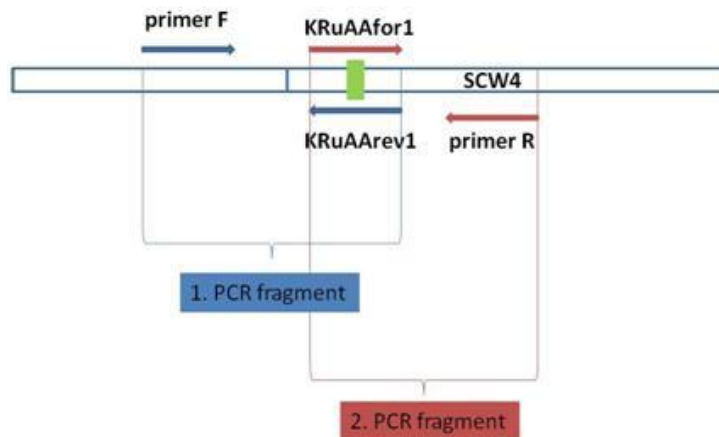 primer F
KRuAAfor1
SCW4
KRuAArev1
primer R
1. PCR fragment
2. PCR fragment